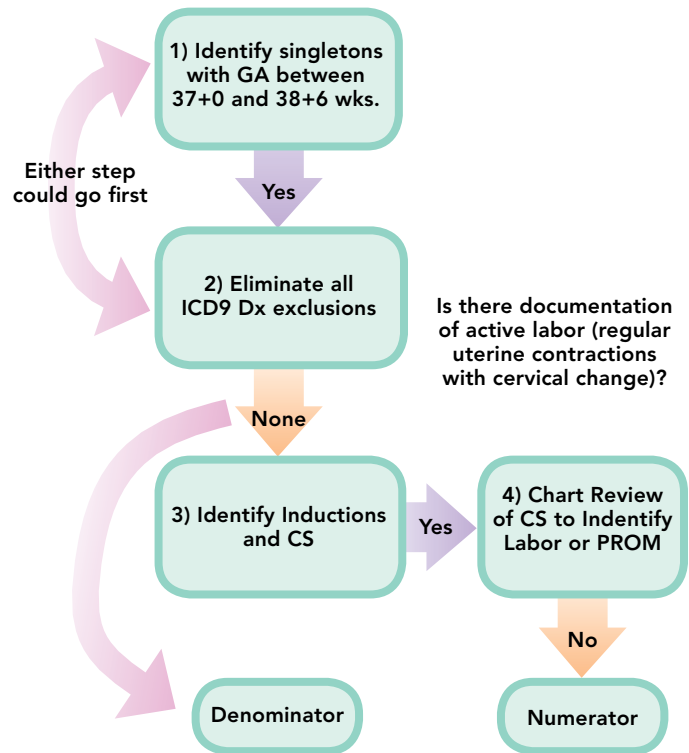 1) Identify singletons
with GA between
37+0 and 38+6 wks.
Either step
could go first
Yes
2) Eliminate all
ICD9 Dx exclusions
Is there documentation
of active labor (regular
uterine contractions
with cervical change)?
None
3) Identify Inductions
and CS
Yes
4) Chart Review
of CS to Indentify
Labor or PROM
No
Denominator
Numerator